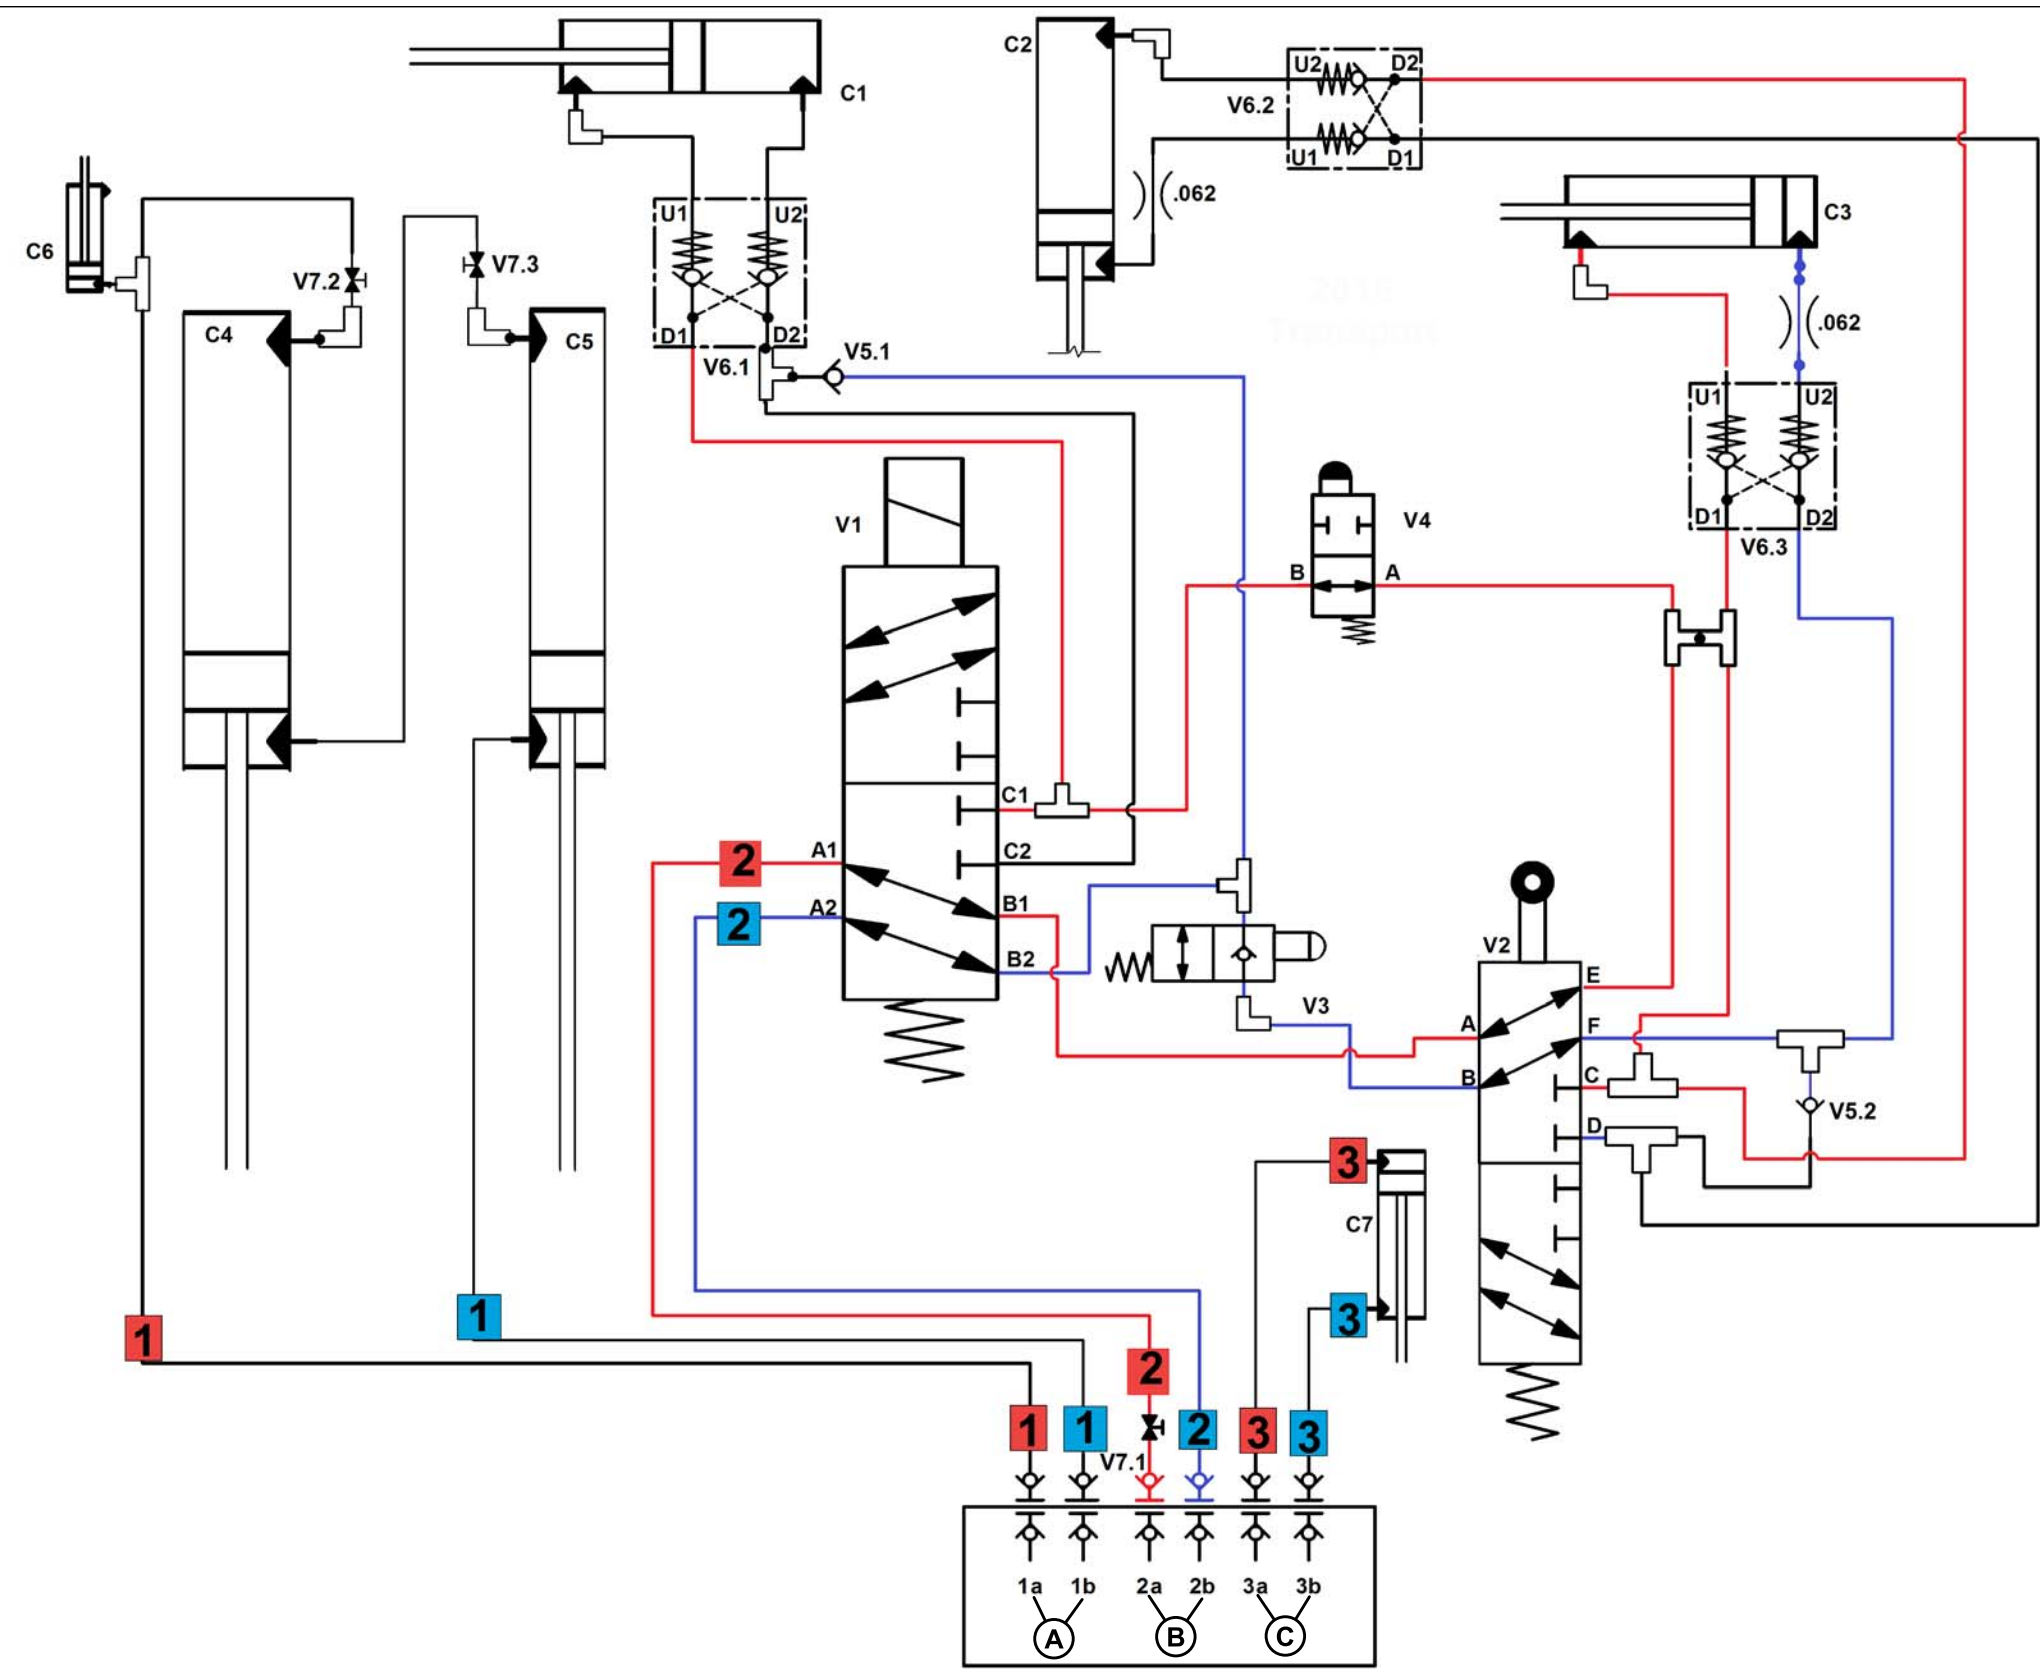 C1
C2
U2 D2
V6.2
U1 D1
.062
C3
C6
V7.2
V7.3
U1 U2
D1 D2
V6.1
V5.1
C4
C5
.062
U1 U2
D1 D2
V6.3
V1
V4
B A
C1
C2
A1
A2
B1
B2
V3
V2
E
A F
B C
D
V5.2
3
C7
3
1
1
2
2
2
1 1 2 3 3
V7.1
1a 1b 2a 2b 3a 3b
A B C